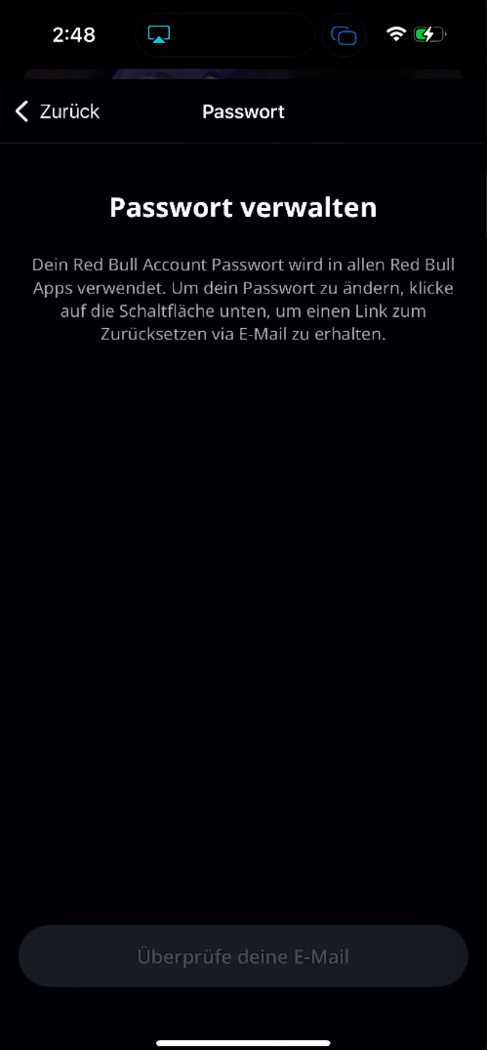 2:48
Zurück
Passwort
Passwort verwalten
Dein Red Bull Account Passwort wird in allen Red Bull
Apps verwendet. Um dein Passwort zu ändern, klicke
auf die Schaltfläche unten, um einen Link zum
Zurücksetzen via E-Mail zu erhalten.
Überprüfe deine E-Mail